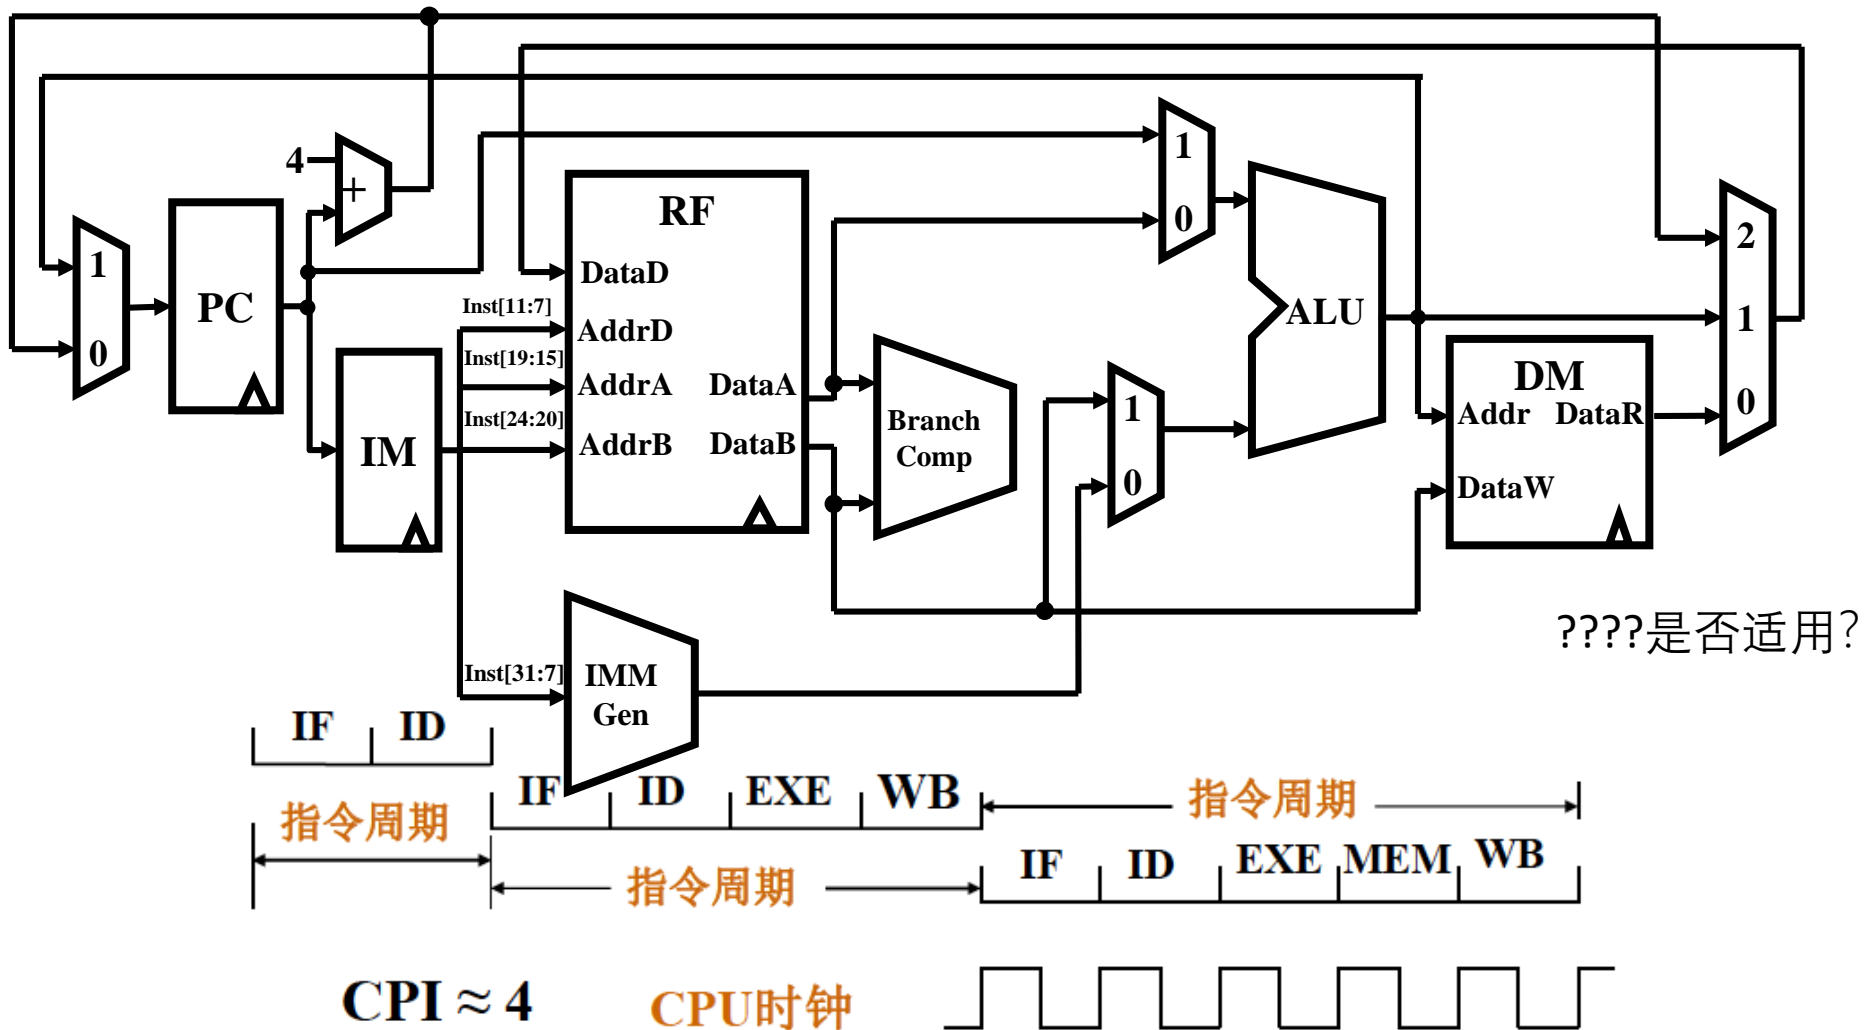 4
+
1
0
PC
IM
Inst[11:7]
Inst[19:15]
Inst[24:20]
Inst[31:7]
RF
DataD
AddrD
AddrA
AddrB
DataA
DataB
IMM
Gen
Branch
Comp
1
0
1
0
ALU
DM
Addr
DataR
DataW
2
1
0
????是否适用?
IF ID
指令周期
IF ID EXE WB
指令周期
指令周期
IF ID EXE MEM WB
CPI ≈ 4
CPU时钟